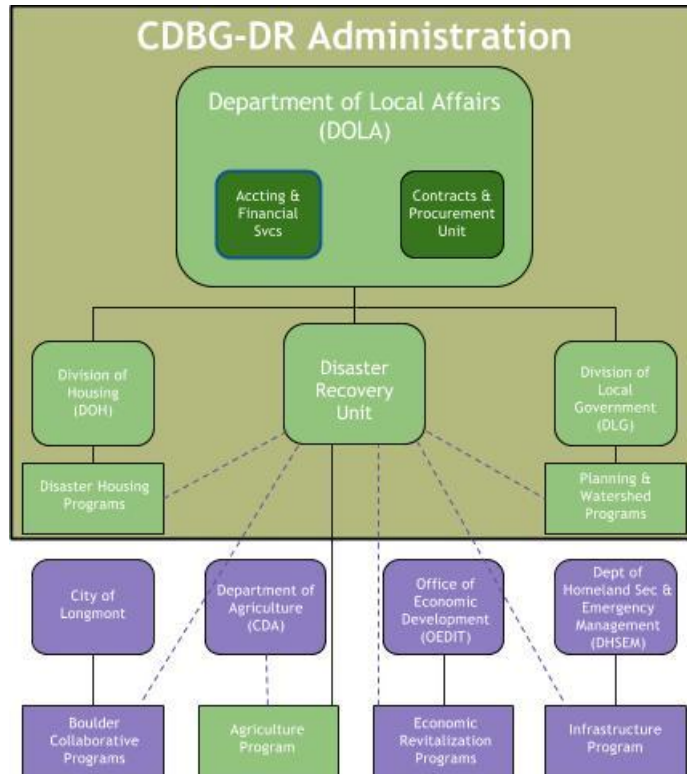 CDBG-DR Administration
Department of Local Affairs
(DOLA)
Accting &
Financial
Svcs
Contracts &
Procurement
Unit
Division of
Housing
(DOH)
Disaster
Recovery
Unit
Division of
Local
Government
(DLG)
Disaster Housing
Programs
Planning &
Watershed
Programs
City of
Longmont
Department of
Agriculture
(CDA)
Office of
Economic
Development
(OEDIT)
Dept of
Homeland Sec &
Emergency
Management
(DHSEM)
Boulder
Collaborative
Programs
Agriculture
Program
Economic
Revitalization
Programs
Infrastructure
Program